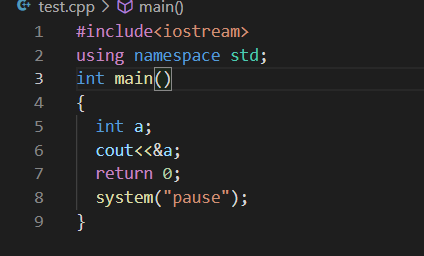 test.cpp > main()
1 #include<iostream>
2 using namespace std;
3 int main()
4 {
5 int a;
6 cout<<&a;
7 return 0;
8 system("pause");
9 }